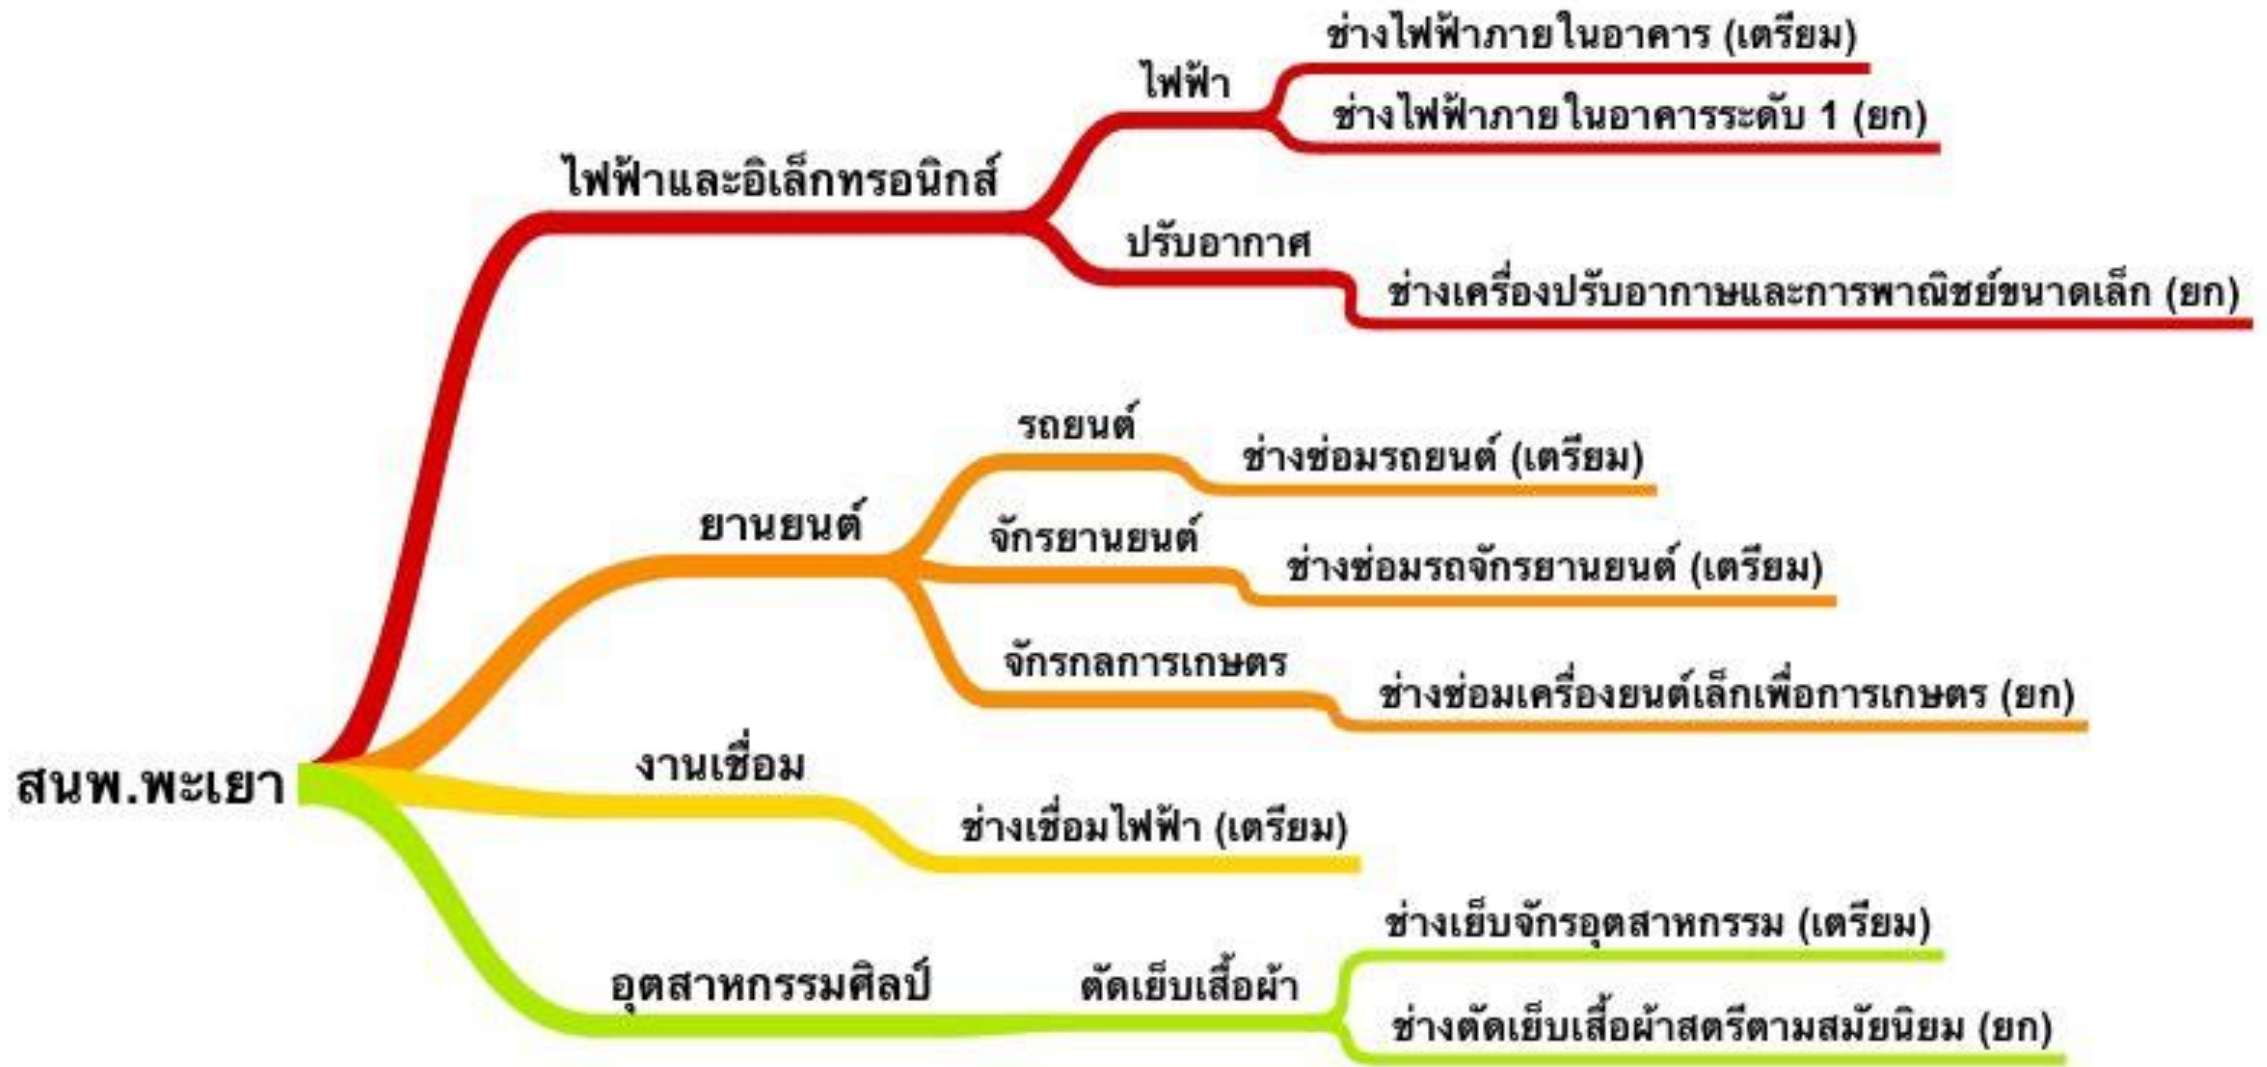 ช่างไฟฟ้าภายในอาคาร (เตรียม)
ไฟฟ้า
ช่างไฟฟ้าภายในอาคารระดับ 1 (ยก)
ไฟฟ้าและอิเล็กทรอนิกส์
ปรับอากาศ
ช่างเครื่องปรับอากาษและการพาณิชย์ขนาดเล็ก (ยก)
รถยนต์
ช่างซ่อมรถยนต์ (เตรียม)
ยานยนต์
จักรยานยนต์
ช่างซ่อมรถจักรยานยนต์ (เตรียม)
จักรกลการเกษตร
ช่างซ่อมเครื่องยนต์เล็กเพื่อการเกษตร (ยก)
สนพ.พะเยา
งานเชื่อม
ช่างเชื่อมไฟฟ้า (เตรียม)
ช่างเย็บจักรอุตสาหกรรม (เตรียม)
อุตสาหกรรมศิลป์
ตัดเย็บเสื้อผ้า
ช่างตัดเย็บเสื้อผ้าสตรีตามสมัยนิยม (ยก)